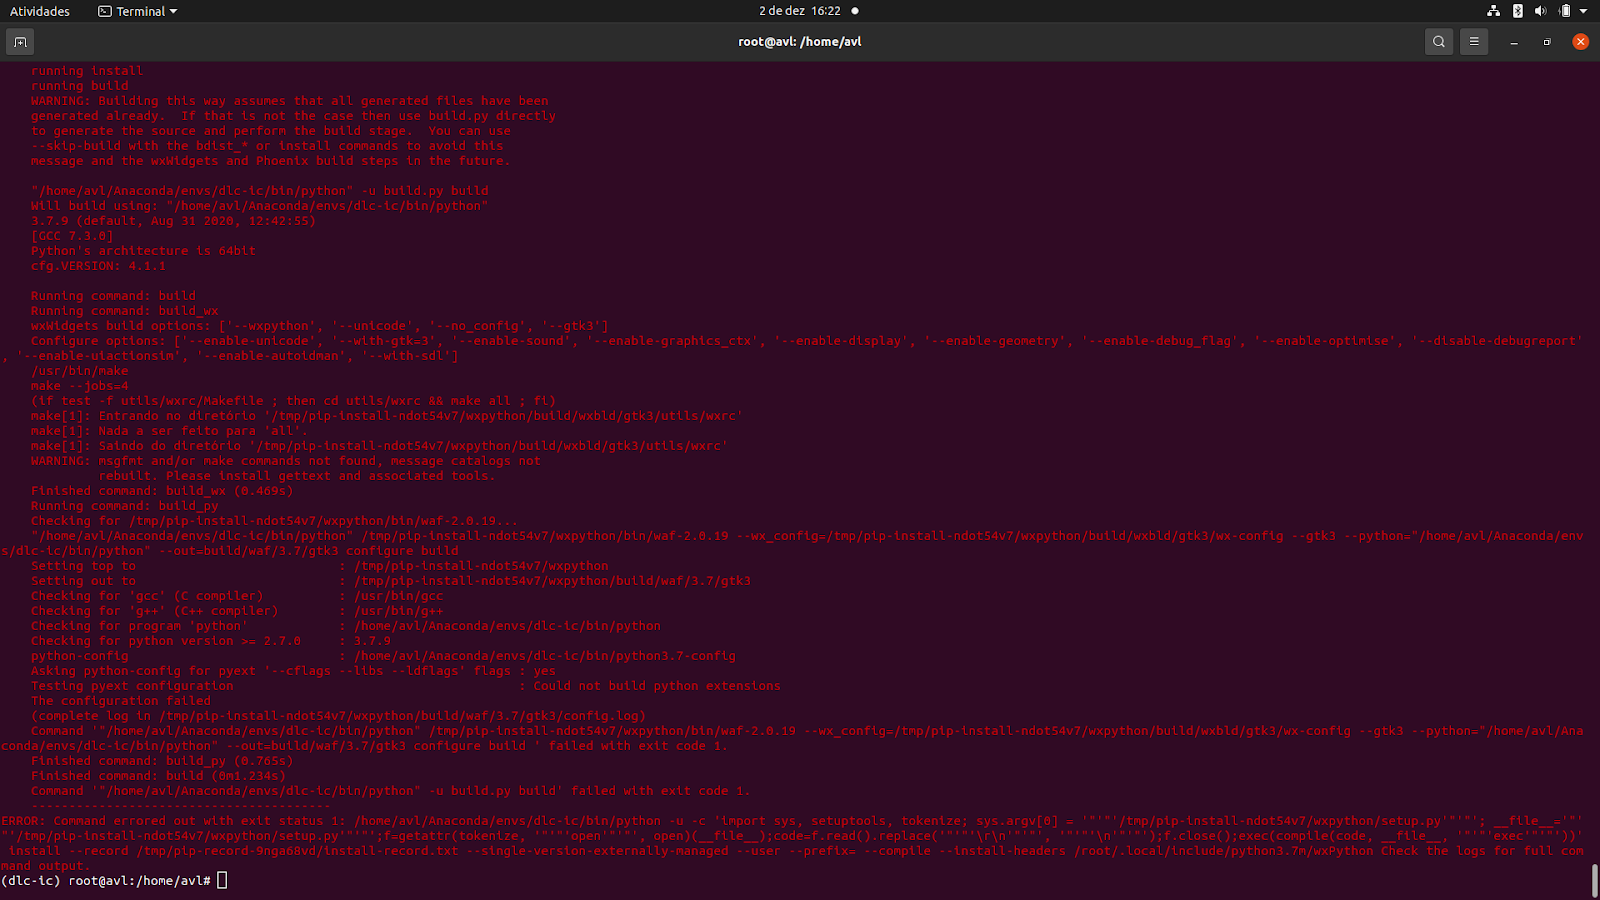 Atividades
Terminal
2 de dez 16:22
root@avl: /home/avl
running install
running build
WARNING: Building this way assumes that all generated files have been
generated already.  If that is not the case then use build.py directly
to generate the source and perform the build stage.  You can use
--skip-build with the bdist_* or install commands to avoid this
message and the wxWidgets and Phoenix build steps in the future.
"/home/avl/Anaconda/envs/dlc-ic/bin/python" -u build.py build
Will build using: "/home/avl/Anaconda/envs/dlc-ic/bin/python"
3.7.9 (default, Aug 31 2020, 12:42:55)
[GCC 7.3.0]
Python's architecture is 64bit
cfg.VERSION: 4.1.1
Running command: build
Running command: build_wx
wxWidgets build options: ['--wxpython', '--unicode', '--no_config', '--gtk3']
Configure options: ['--enable-unicode', '--with-gtk=3', '--enable-sound', '--enable-graphics_ctx', '--enable-display', '--enable-geometry', '--enable-debug_flag', '--enable-optimise', '--disable-debugreport'
, '--enable-uiactionsim', '--enable-autoidman', '--with-sdl']
/usr/bin/make
make --jobs=4
(if test -f utils/wxrc/Makefile ; then cd utils/wxrc && make all ; fi)
make[1]: Entrando no diretório '/tmp/pip-install-ndot54v7/wxpython/build/wxbld/gtk3/utils/wxrc'
make[1]: Nada a ser feito para 'all'.
make[1]: Saindo do diretório '/tmp/pip-install-ndot54v7/wxpython/build/wxbld/gtk3/utils/wxrc'
WARNING: msgfmt and/or make commands not found, message catalogs not
rebuilt. Please install gettext and associated tools.
Finished command: build_wx (0.469s)
Running command: build_py
Checking for /tmp/pip-install-ndot54v7/wxpython/bin/waf-2.0.19...
"/home/avl/Anaconda/envs/dlc-ic/bin/python" /tmp/pip-install-ndot54v7/wxpython/bin/waf-2.0.19 --wx_config=/tmp/pip-install-ndot54v7/wxpython/build/wxbld/gtk3/wx-config --gtk3 --python="/home/avl/Anaconda/env
s/dlc-ic/bin/python" --out=build/waf/3.7/gtk3 configure build
Setting top to : /tmp/pip-install-ndot54v7/wxpython
Setting out to : /tmp/pip-install-ndot54v7/wxpython/build/waf/3.7/gtk3
Checking for 'gcc' (C compiler) : /usr/bin/gcc
Checking for 'g++' (C++ compiler) : /usr/bin/g++
Checking for program 'python' : /home/avl/Anaconda/envs/dlc-ic/bin/python
Checking for python version >= 2.7.0 : 3.7.9
python-config : /home/avl/Anaconda/envs/dlc-ic/bin/python3.7-config
Asking python-config for pyext '--cflags --libs --ldflags' flags : yes
Testing pyext configuration : Could not build python extensions
The configuration failed
(complete log in /tmp/pip-install-ndot54v7/wxpython/build/waf/3.7/gtk3/config.log)
Command '"/home/avl/Anaconda/envs/dlc-ic/bin/python" /tmp/pip-install-ndot54v7/wxpython/bin/waf-2.0.19 --wx_config=/tmp/pip-install-ndot54v7/wxpython/build/wxbld/gtk3/wx-config --gtk3 --python="/home/avl/Ana
conda/envs/dlc-ic/bin/python" --out=build/waf/3.7/gtk3 configure build ' failed with exit code 1.
Finished command: build_py (0.765s)
Finished command: build (0m1.234s)
Command '"/home/avl/Anaconda/envs/dlc-ic/bin/python" -u build.py build' failed with exit code 1.
----------------------------------------
ERROR: Command errored out with exit status 1: /home/avl/Anaconda/envs/dlc-ic/bin/python -u -c 'import sys, setuptools, tokenize; sys.argv[0] = '"'"'/tmp/pip-install-ndot54v7/wxpython/setup.py'"'"'; __file__='"'
"'/tmp/pip-install-ndot54v7/wxpython/setup.py'"'"';f=getattr(tokenize, '"'"'open'"'"', open)(__file__);code=f.read().replace('"'"'\r\n'"'"', '"'"'\n'"'"');f.close();exec(compile(code, __file__, '"'"'exec'"'"'))'
install --record /tmp/pip-record-9nga68vd/install-record.txt --single-version-externally-managed --user --prefix= --compile --install-headers /root/.local/include/python3.7m/wxPython Check the logs for full com
mand output.
(dlc-ic) root@avl:/home/avl#